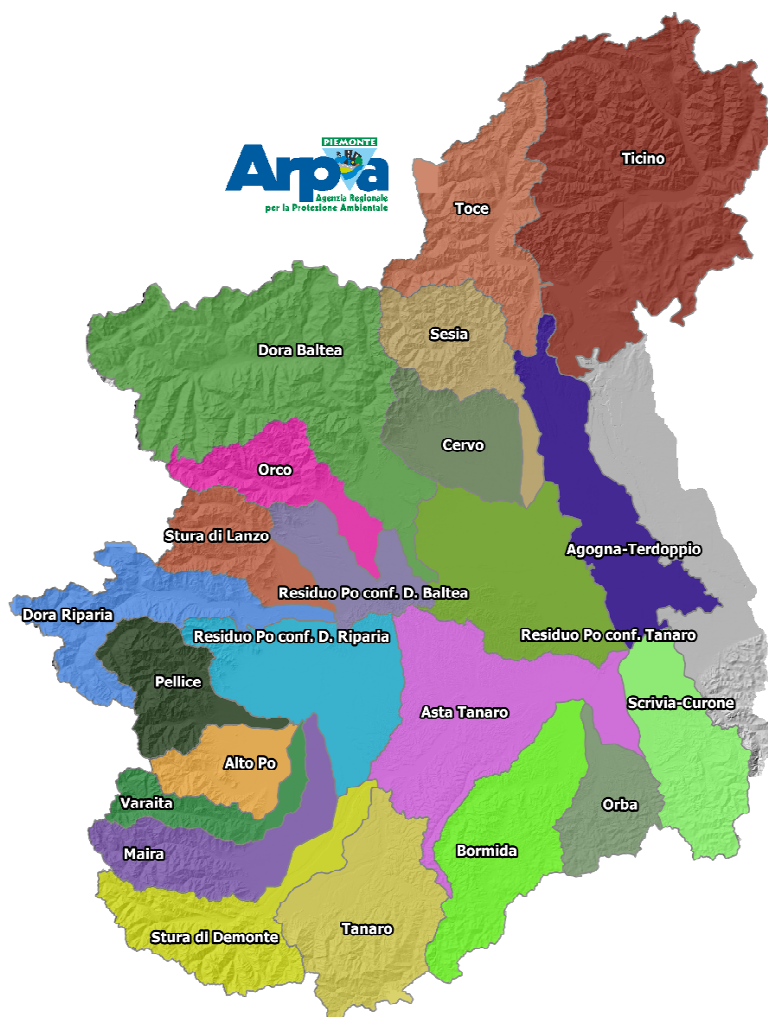 PIEMONTE
Arpa
Agenzia Regionale
per la Protezione Ambientale
Ticino
Toce
Sesia
Dora Baltea
Cervo
Orco
Stura di Lanzo
Agogna-Terdoppio
Residuo Po conf. D. Baltea
Dora Riparia
Residuo Po conf. D. Riparia
Residuo Po conf. Tanaro
Pellice
Scrivia-Curone
Asta Tanaro
Alto Po
Varaita
Orba
Maira
Bormida
Tanaro
Stura di Demonte